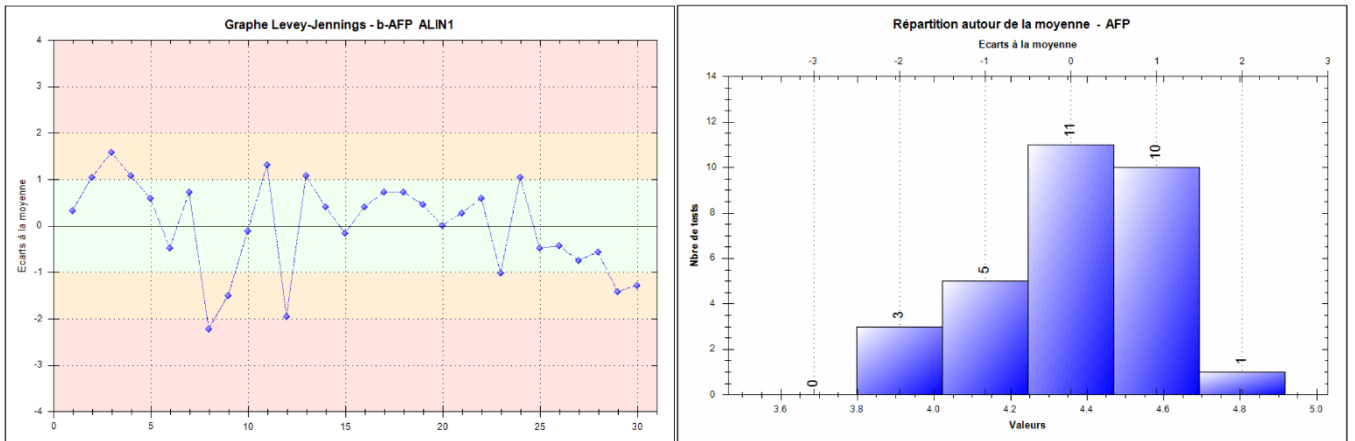 Graphe Levey-Jennings - b-AFP ALIN1
Ecarts à la moyenne
4
3
2
1
0
-1
-2
-3
-4
0 5 10 15 20 25 30
Répartition autour de la moyenne - AFP
Ecarts à la moyenne
-3 -2 -1 0 1 2 3
Nbre de tests
14
12
10
8
6
4
2
0
0 3 5 11 10 1
3.6 3.8 4.0 4.2 4.4 4.6 4.8 5.0
Valeurs